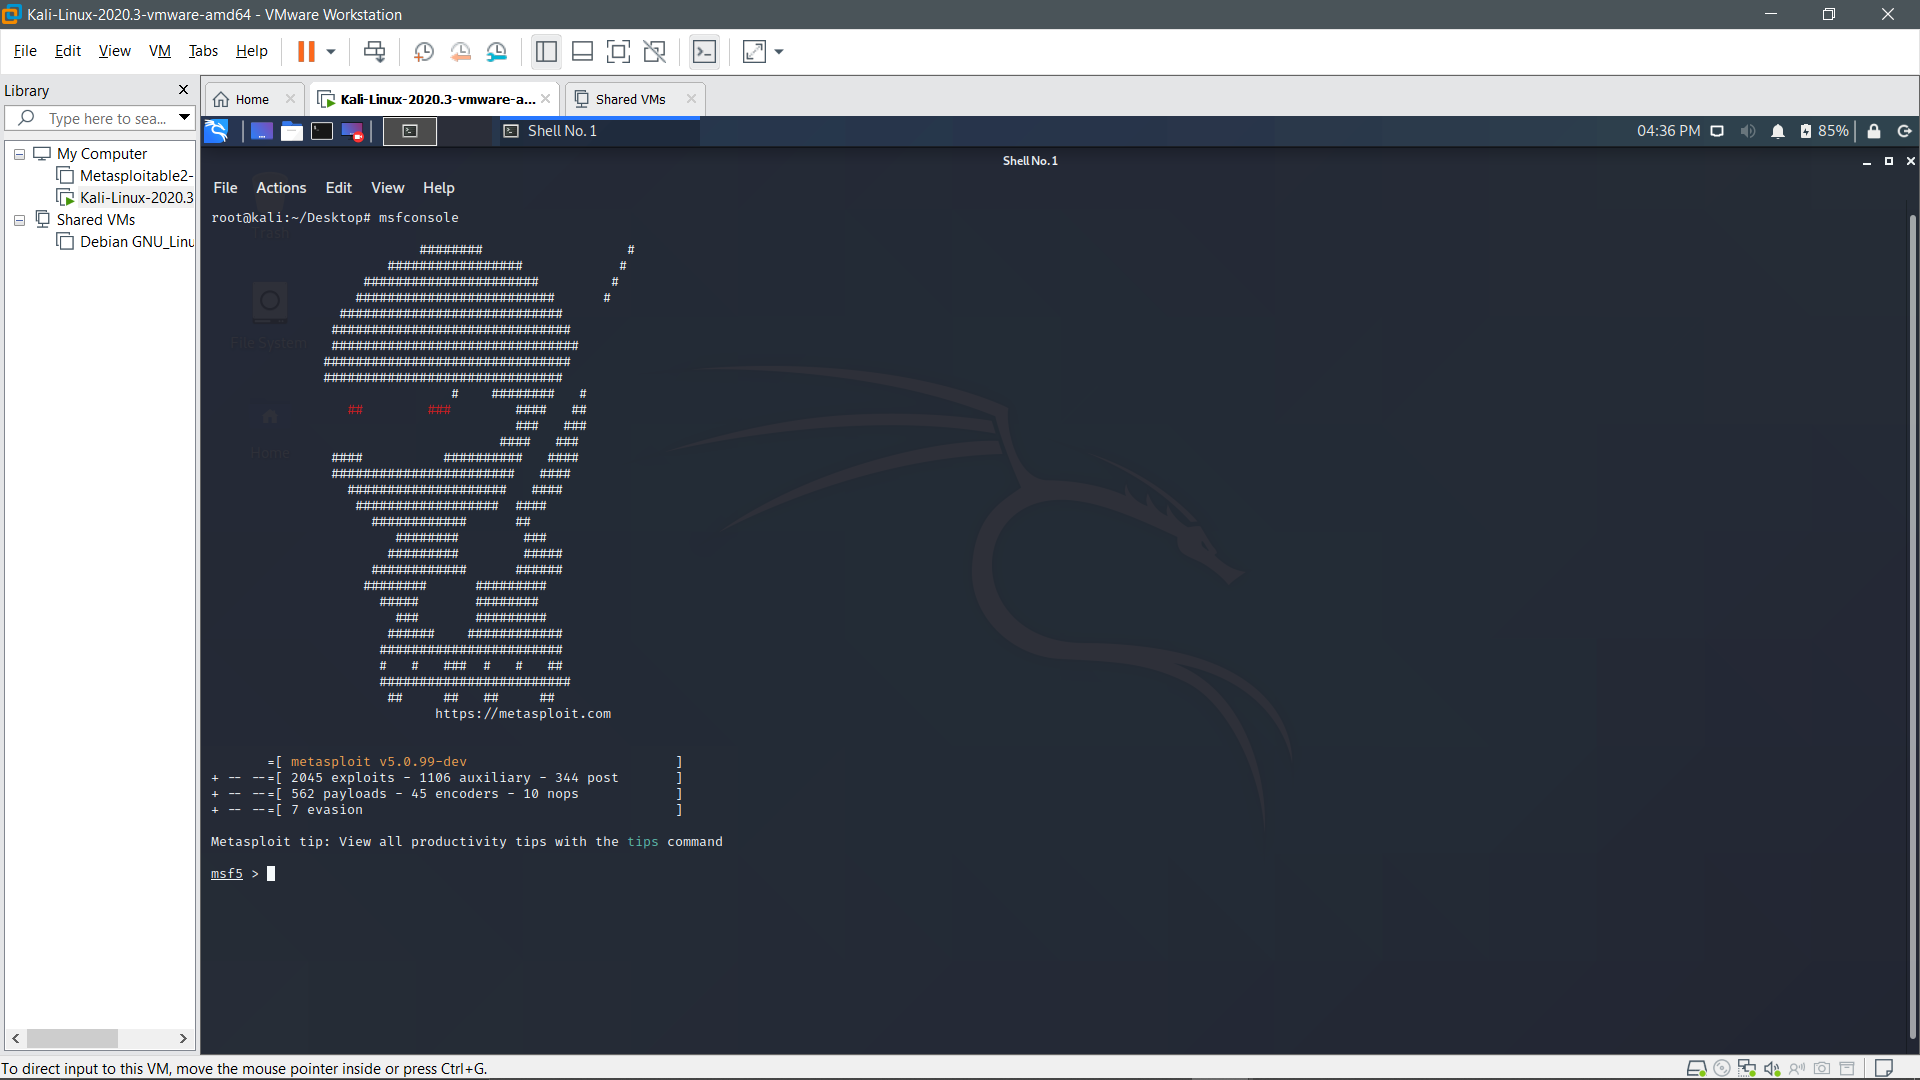 Kali-Linux-2020.3-vmware-amd64 - VMware Workstation
File Edit View VM Tabs Help
Library
Type here to sea...
My Computer
Metasploitable2-
Kali-Linux-2020.3
Shared VMs
Debian GNU_Linu
Home
Kali-Linux-2020.3-vmware-a...
Shared VMs
Shell No. 1
04:36 PM
85%
Shell No. 1
File Actions Edit View Help
Trash
File System
Home
root@kali:~/Desktop# msfconsole
https://metasploit.com
=[ metasploit v5.0.99-dev ]
+ -- --=[ 2045 exploits - 1106 auxiliary - 344 post ]
+ -- --=[ 562 payloads - 45 encoders - 10 nops ]
+ -- --=[ 7 evasion ]
Metasploit tip: View all productivity tips with the tips command
msf5 >
To direct input to this VM, move the mouse pointer inside or press Ctrl+G.